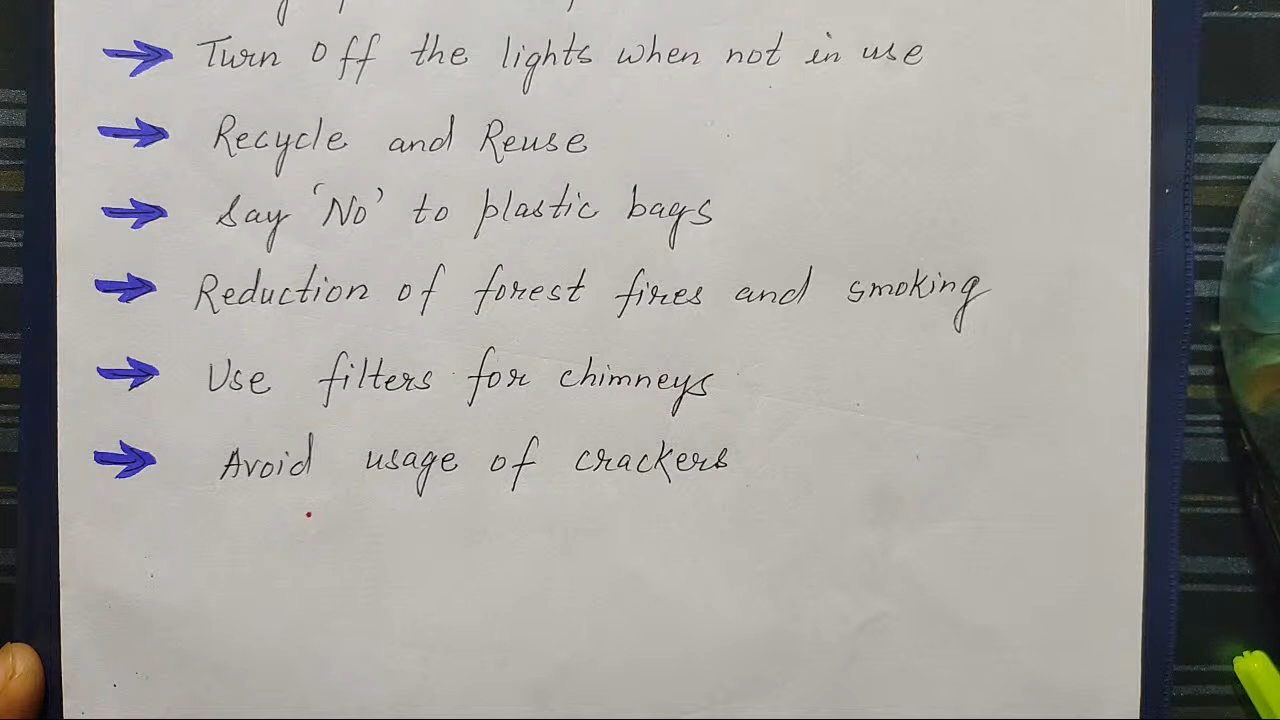 Turn off the lights when not in use
Recycle and Reuse
Say 'No' to plastic bags
Reduction of forest fires and smoking
Use filters for chimneys
Avoid usage of crackers